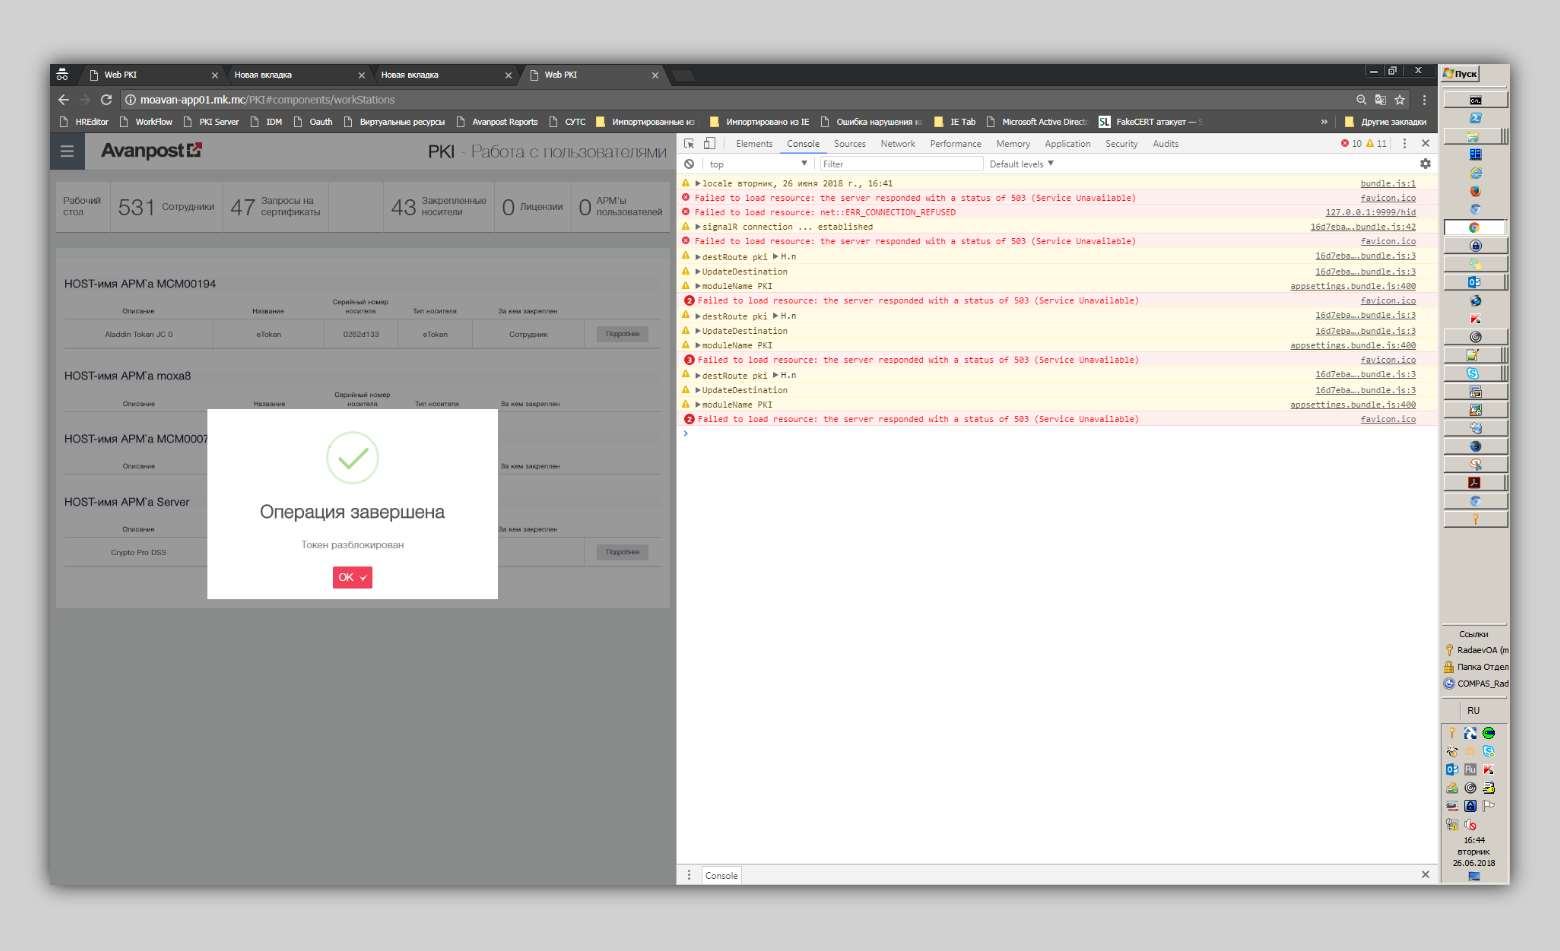 Web PKI
Новая вкладка
Новая вкладка
Web PKI
Пуск
moavan-app01.mk.mc/PKI#components/workStations
HREditor WorkFlow PKI Server IDM Oauth Виртуальные ресурсы Avanpost Reports СУТС Импортированные из Импортировано из IE Ошибка нарушения IE Tab Microsoft Active Direct FakeCERT атакует — » Другие закладки
Avanpost
PKI - Работа с пользователями
Рабочий стол
531 Сотрудники
47 Запросы на сертификаты
43 Закрепленные носители
0 Лицензии
0 АРМ'ы пользователей
HOST-имя АРМ'а MCM00194
Описание Название Серийный номер носителя Тип носителя За кем закреплен
Aladdin Token JC 0 eToken 0262d133 eToken Сотрудник Подробнее
HOST-имя АРМ'а moxa8
Описание Название Серийный номер носителя Тип носителя За кем закреплен
HOST-имя АРМ'а MCM0007
Описание За кем закреплен
HOST-имя АРМ'а Server
Описание За кем закреплен
Crypto Pro DSS Подробнее
Операция завершена
Токен разблокирован
OK
Elements Console Sources Network Performance Memory Application Security Audits 10 11
top Filter Default levels
locale вторник, 26 июня 2018 г., 16:41 bundle.js:1
Failed to load resource: the server responded with a status of 503 (Service Unavailable) favicon.ico
Failed to load resource: net::ERR_CONNECTION_REFUSED 127.0.0.1:9999/hid
signalR connection ... established 16d7eba….bundle.js:42
Failed to load resource: the server responded with a status of 503 (Service Unavailable) favicon.ico
destRoute pki H.n 16d7eba….bundle.js:3
UpdateDestination 16d7eba….bundle.js:3
moduleName PKI appsettings.bundle.js:400
2 Failed to load resource: the server responded with a status of 503 (Service Unavailable) favicon.ico
destRoute pki H.n 16d7eba….bundle.js:3
UpdateDestination 16d7eba….bundle.js:3
moduleName PKI appsettings.bundle.js:400
3 Failed to load resource: the server responded with a status of 503 (Service Unavailable) favicon.ico
destRoute pki H.n 16d7eba….bundle.js:3
UpdateDestination 16d7eba….bundle.js:3
moduleName PKI appsettings.bundle.js:400
2 Failed to load resource: the server responded with a status of 503 (Service Unavailable) favicon.ico
Console
Ссылки
RadaevOA (m
Папка Отдел
COMPAS_Rad
RU
16:44
вторник
26.06.2018